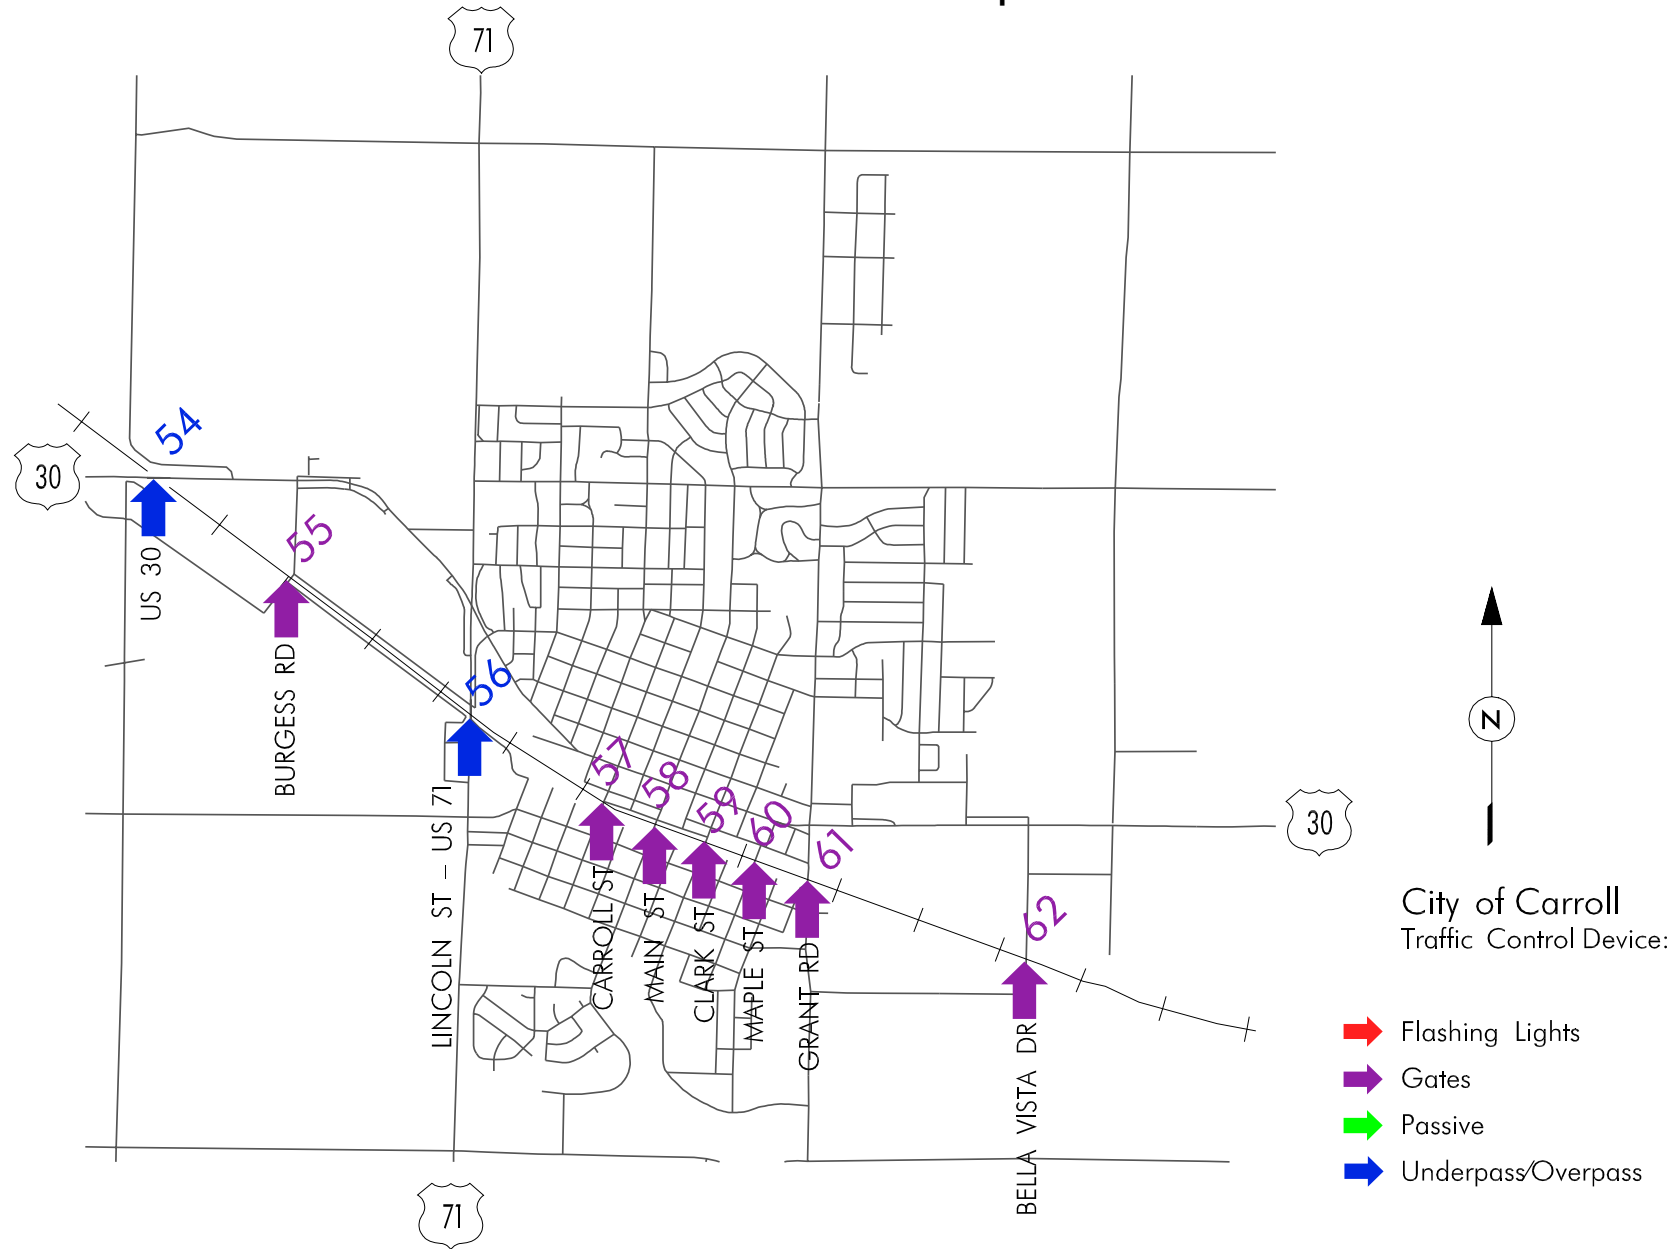 71
54
30
55
US 30
56
BURGESS RD
57
58
59
60
61
30
LINCOLN ST - US 71
CARROLL ST
MAIN ST
CLARK ST
MAPLE ST
GRANT RD
62
BELLA VISTA DR
71
N
City of Carroll
Traffic Control Device:
Flashing Lights
Gates
Passive
Underpass/Overpass